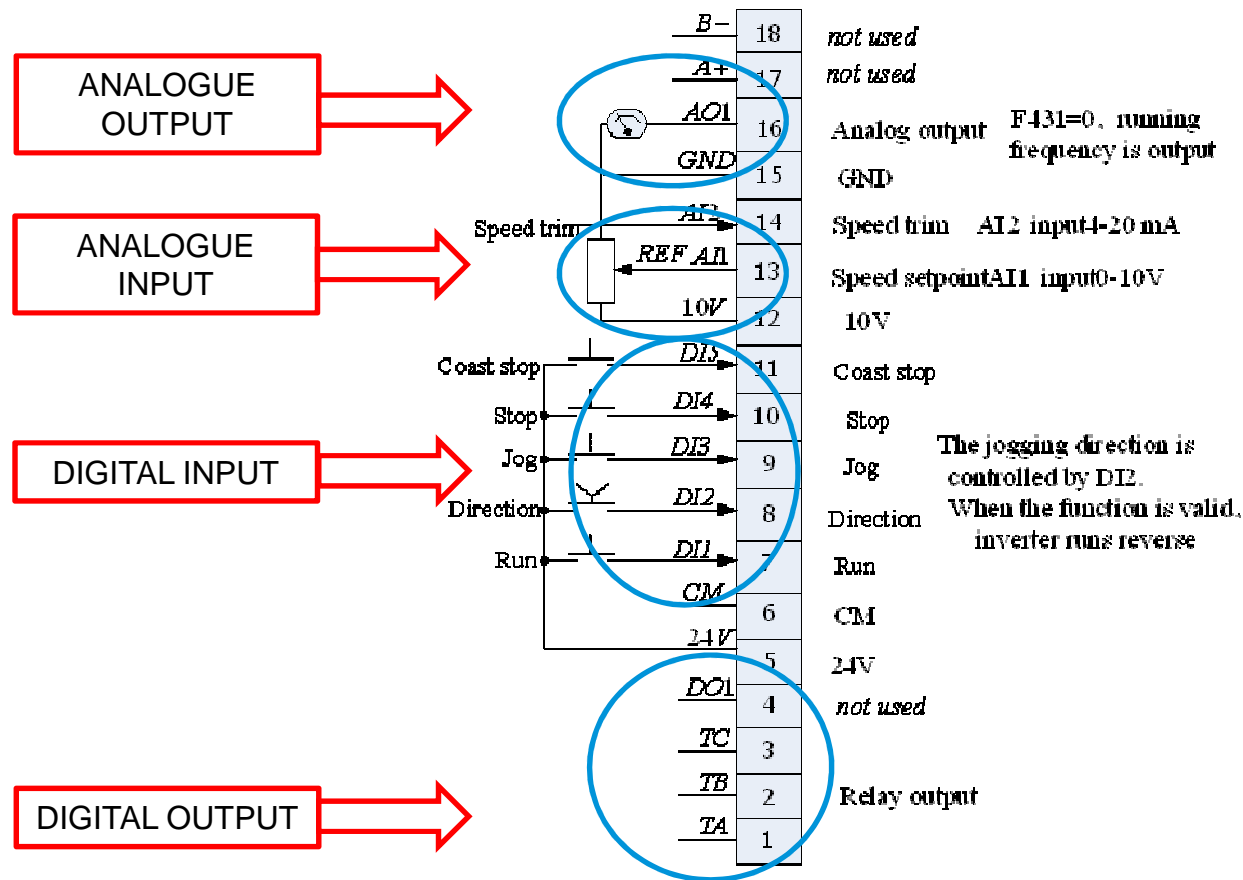 B− 18 not used
ANALOGUE OUTPUT
A+ 17 not used
AO1 16 Analog output F431=0, running frequency is output
GND 15 GND
ANALOGUE INPUT
Speed trim AI2 14 Speed trim AI2 input4-20 mA
REF AI1 13 Speed setpointAI1 input0-10V
10V 12 10V
Coast stop DI5 11 Coast stop
Stop DI4 10 Stop
DIGITAL INPUT
Jog DI3 9 Jog
The jogging direction is
controlled by DI2.
Direction DI2 8 Direction
When the function is valid,
inverter runs reverse
Run DI1 7 Run
CM 6 CM
24V 5 24V
DO1 4 not used
TC 3
TB 2 Relay output
DIGITAL OUTPUT
TA 1